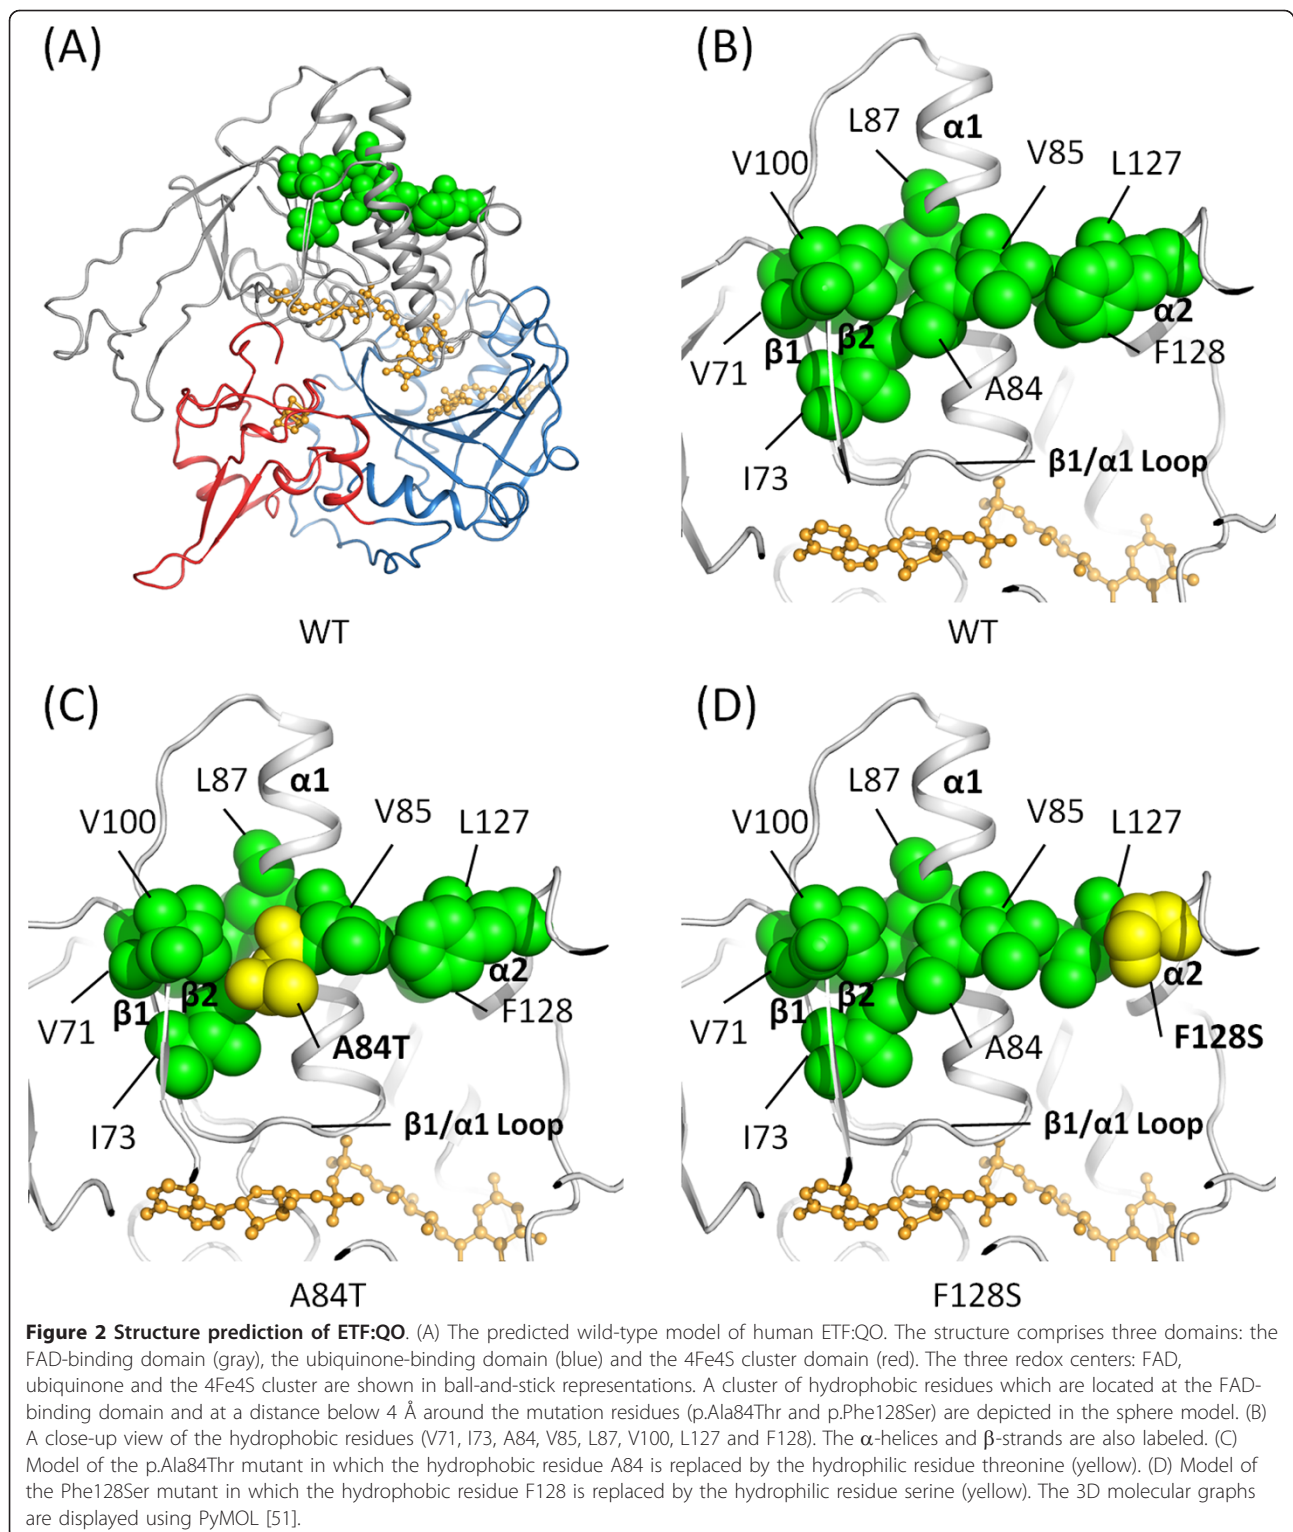 (A)
(B)
L87
α1
V100
V85
L127
V71
β1
β2
α2
F128
A84
I73
β1/α1 Loop
WT
WT
(C)
(D)
L87
α1
V100
V85
L127
V71
β1
β2
α2
F128
A84T
I73
β1/α1 Loop
L87
α1
V100
V85
L127
V71
β1
β2
α2
A84
F128S
I73
β1/α1 Loop
A84T
F128S
Figure 2 Structure prediction of ETF:QO. (A) The predicted wild-type model of human ETF:QO. The structure comprises three domains: the
FAD-binding domain (gray), the ubiquinone-binding domain (blue) and the 4Fe4S cluster domain (red). The three redox centers: FAD,
ubiquinone and the 4Fe4S cluster are shown in ball-and-stick representations. A cluster of hydrophobic residues which are located at the FAD-
binding domain and at a distance below 4 Å around the mutation residues (p.Ala84Thr and p.Phe128Ser) are depicted in the sphere model. (B)
A close-up view of the hydrophobic residues (V71, I73, A84, V85, L87, V100, L127 and F128). The α-helices and β-strands are also labeled. (C)
Model of the p.Ala84Thr mutant in which the hydrophobic residue A84 is replaced by the hydrophilic residue threonine (yellow). (D) Model of
the Phe128Ser mutant in which the hydrophobic residue F128 is replaced by the hydrophilic residue serine (yellow). The 3D molecular graphs
are displayed using PyMOL [51].